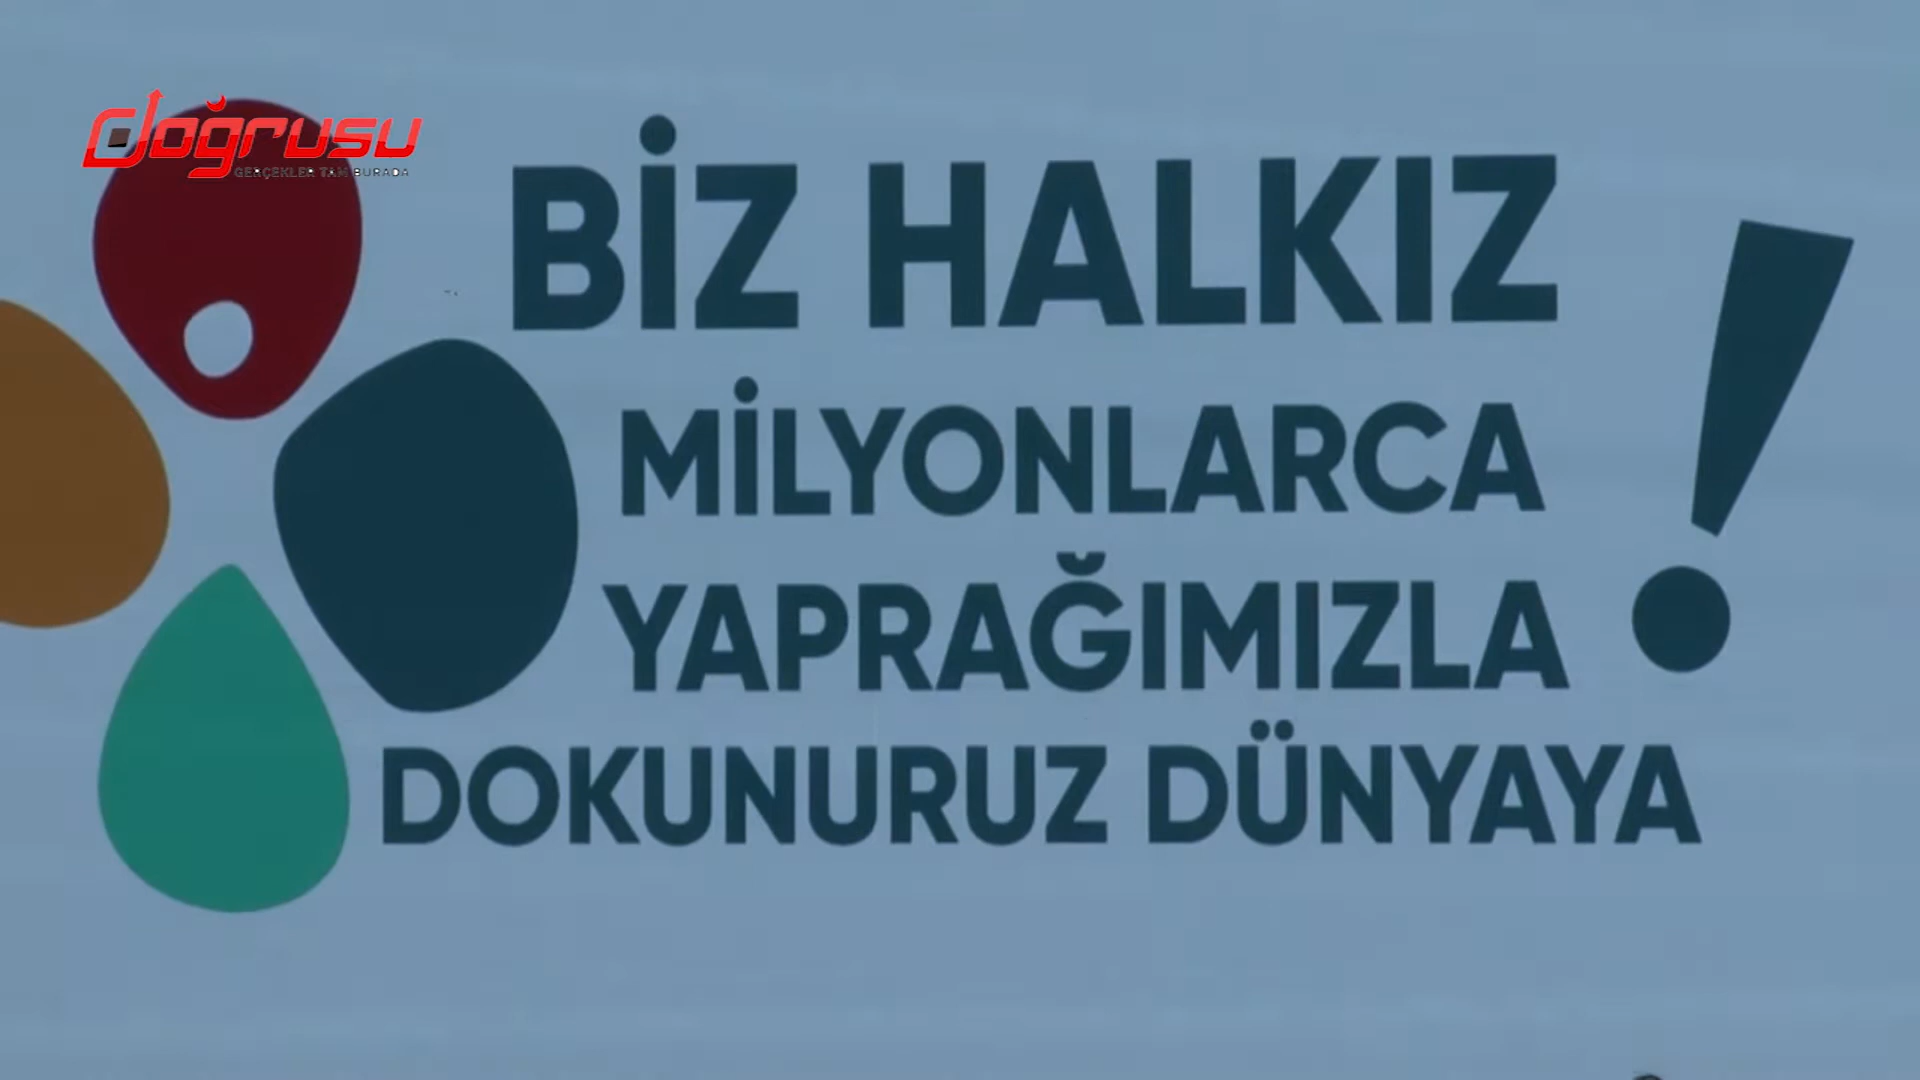 doğrusu
GERÇEKLER TAM BURADA
BİZ HALKIZ
MİLYONLARCA
YAPRAĞIMIZLA
DOKUNURUZ DÜNYAYA
!